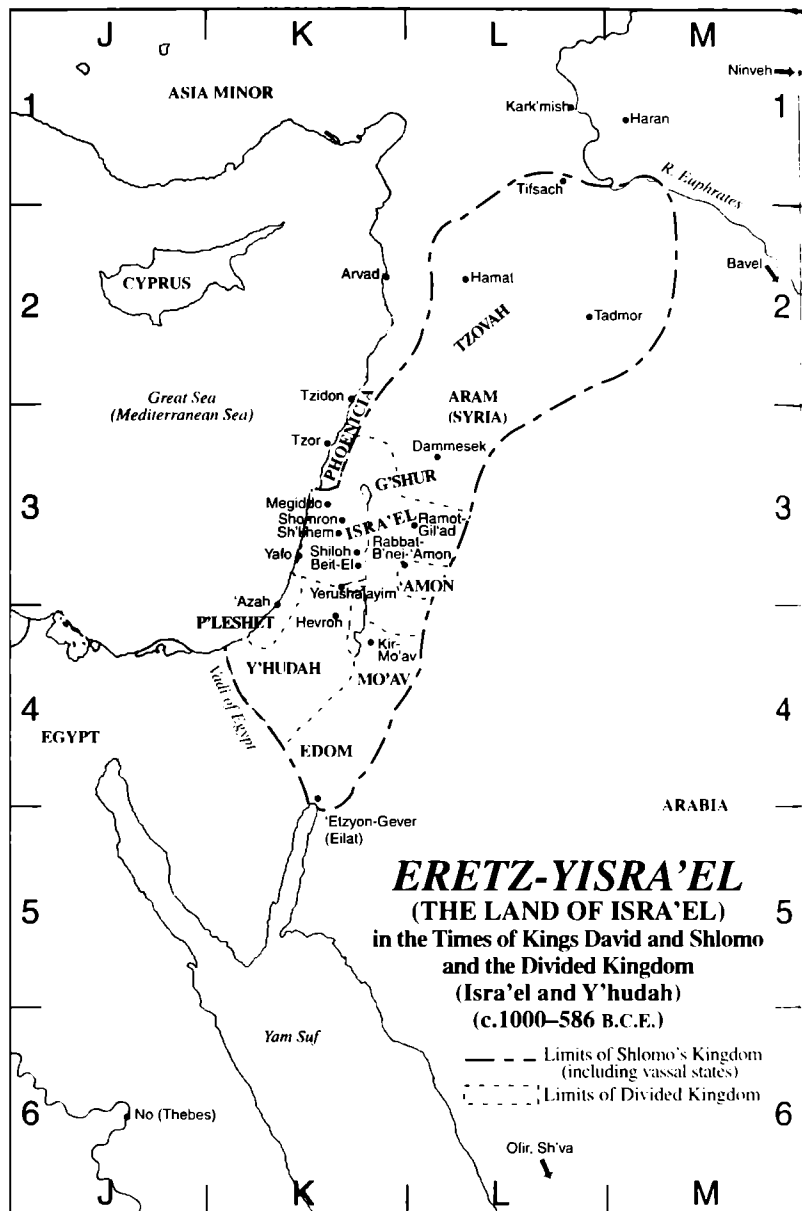 J K L M
Ninveh
ASIA MINOR
1 1
Kark'mish
Haran
R. Euphrates
Tifsach
Bavel
Arvad
Hamat
CYPRUS
2 2
TZOVAH
Tadmor
Great Sea
(Mediterranean Sea)
Tzidon
ARAM
(SYRIA)
PHOENICIA
Tzor
Dammesek
G'SHUR
3 3
Megiddo
Shomron
ISRA'EL
Ramot-
Gil'ad
Sh'khem
Yafo
Shiloh
Rabbat-
B'nei-'Amon
Beit-El
'AMON
Yerushalayim
'Azah
P'LESHET
Hevron
Kir-
Mo'av
Y'HUDAH
MO'AV
Vadi of Egypt
4 4
EGYPT
EDOM
ARABIA
'Etzyon-Gever
(Eilat)
ERETZ-YISRA'EL
(THE LAND OF ISRA'EL)
5 5
in the Times of Kings David and Shlomo
and the Divided Kingdom
(Isra'el and Y'hudah)
(c.1000–586 B.C.E.)
Yam Suf
Limits of Shlomo's Kingdom
(including vassal states)
Limits of Divided Kingdom
6 6
No (Thebes)
Ofir, Sh'va
J K L M